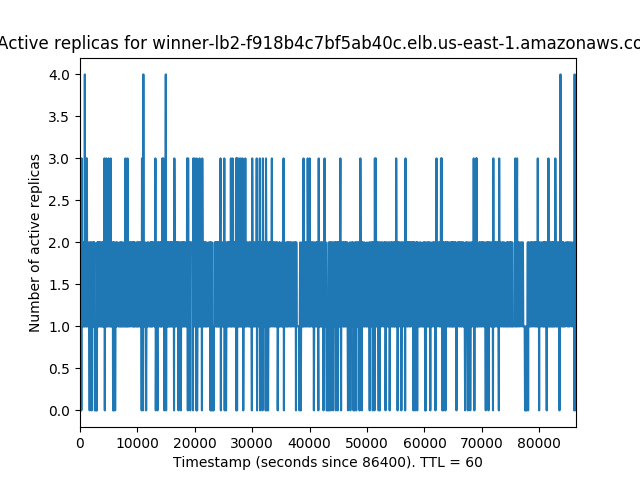 Active replicas for winner-lb2-f918b4c7bf5ab40c.elb.us-east-1.amazonaws.co
4.0
3.5
3.0
2.5
2.0
1.5
1.0
0.5
0.0
Number of active replicas
0 10000 20000 30000 40000 50000 60000 70000 80000
Timestamp (seconds since 86400). TTL = 60